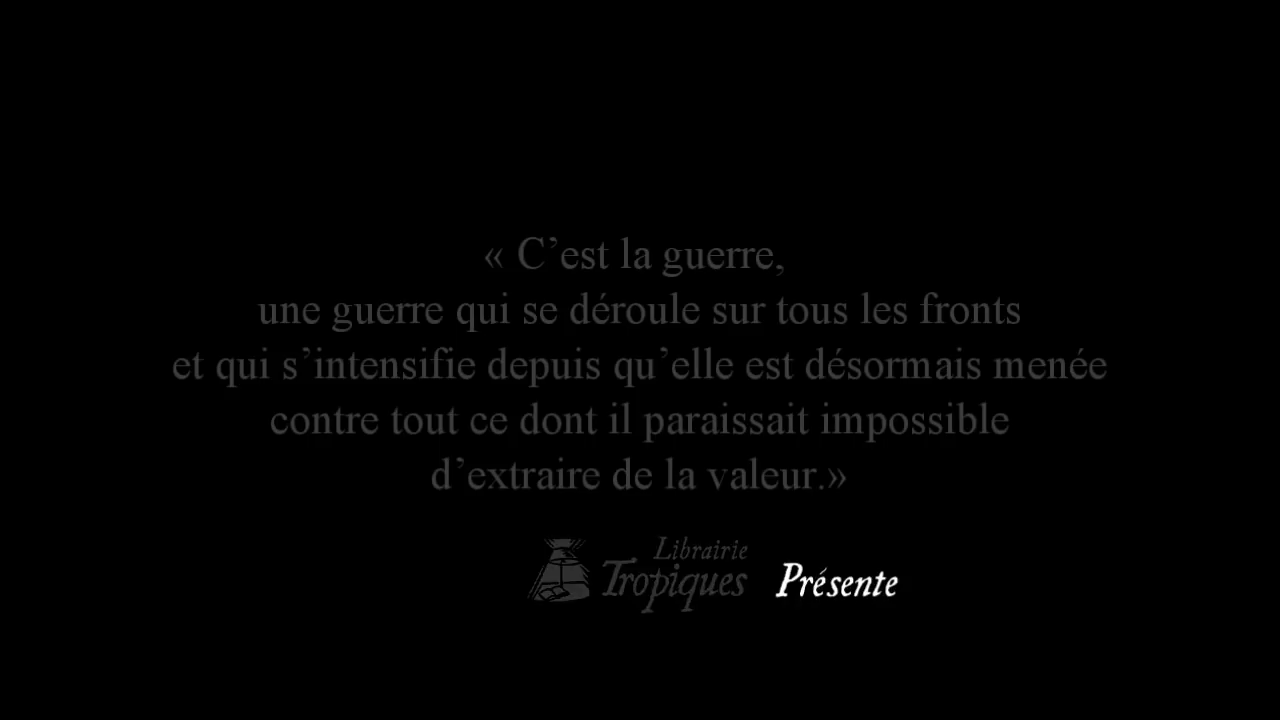 « C’est la guerre,
une guerre qui se déroule sur tous les fronts
et qui s’intensifie depuis qu’elle est désormais menée
contre tout ce dont il paraissait impossible
d’extraire de la valeur.»
Librairie
Tropiques Présente